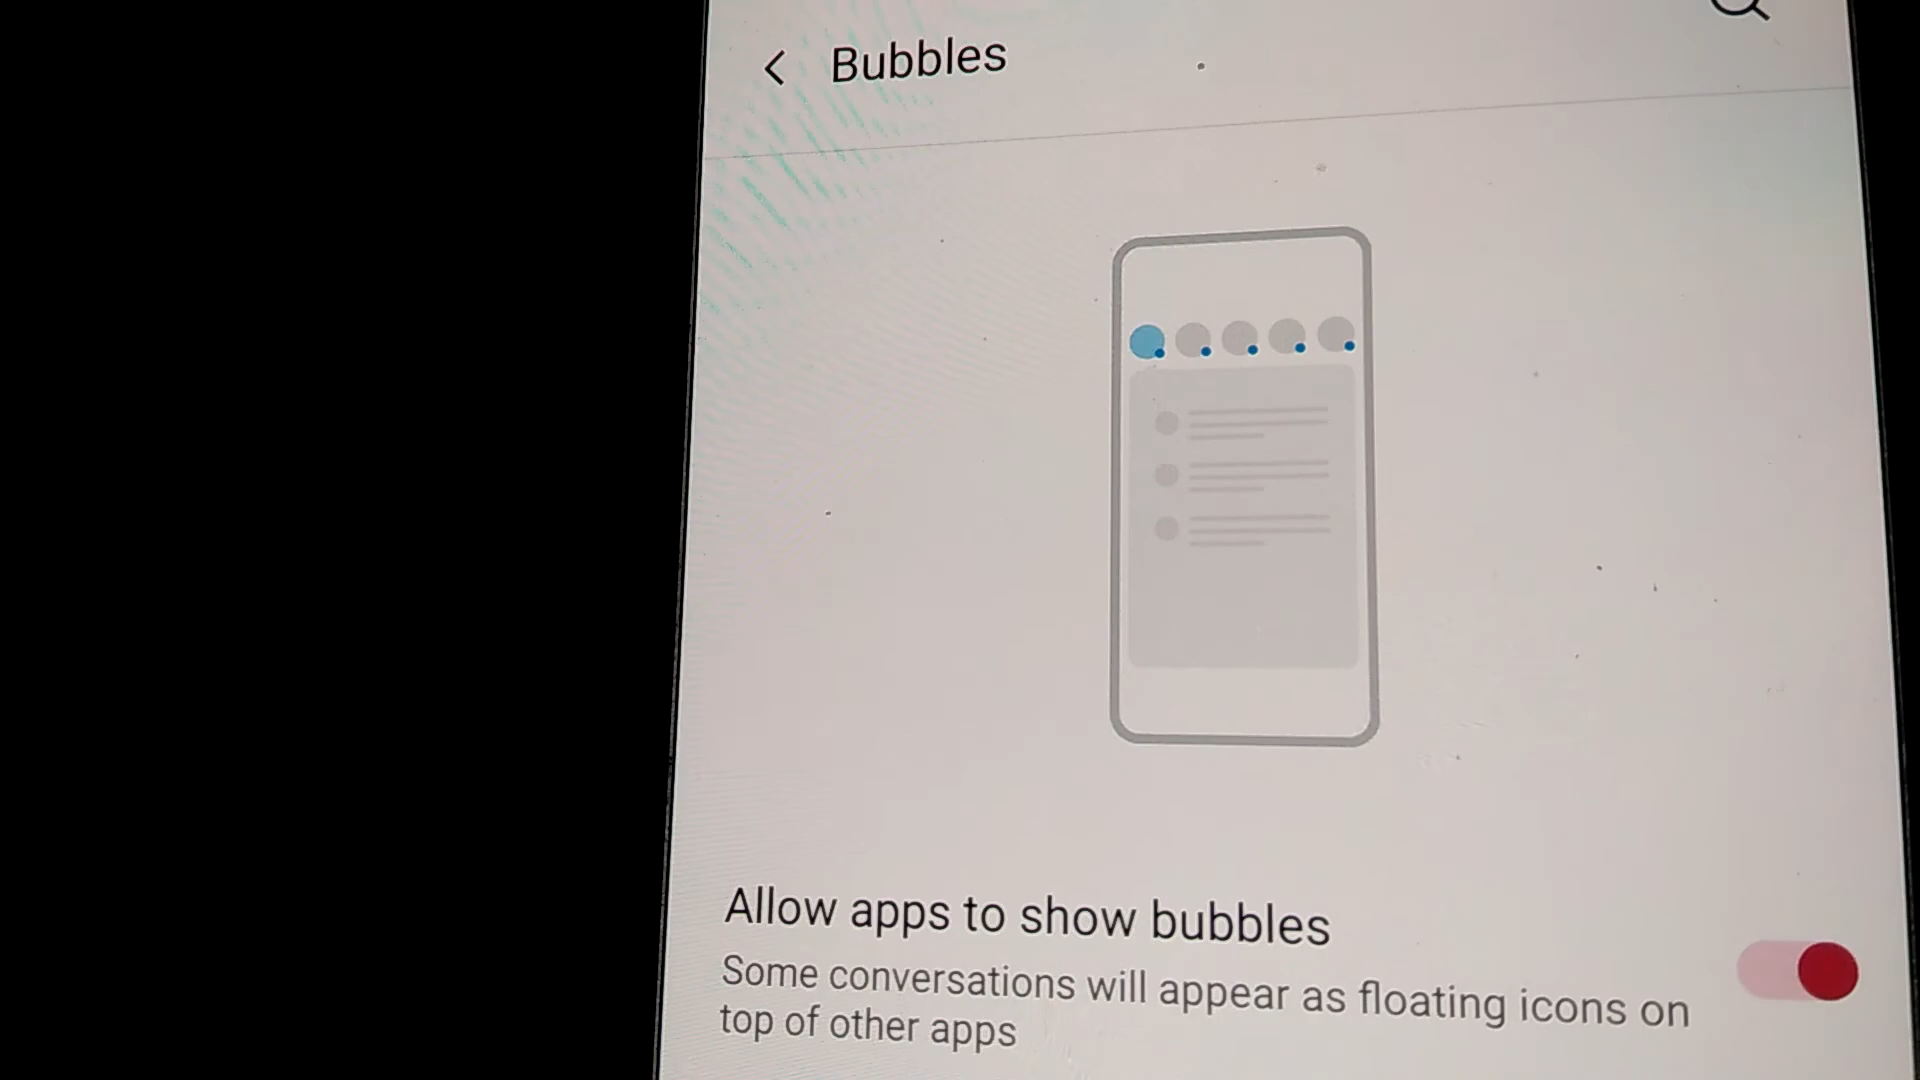 Bubbles
Allow apps to show bubbles
Some conversations will appear as floating icons on
top of other apps